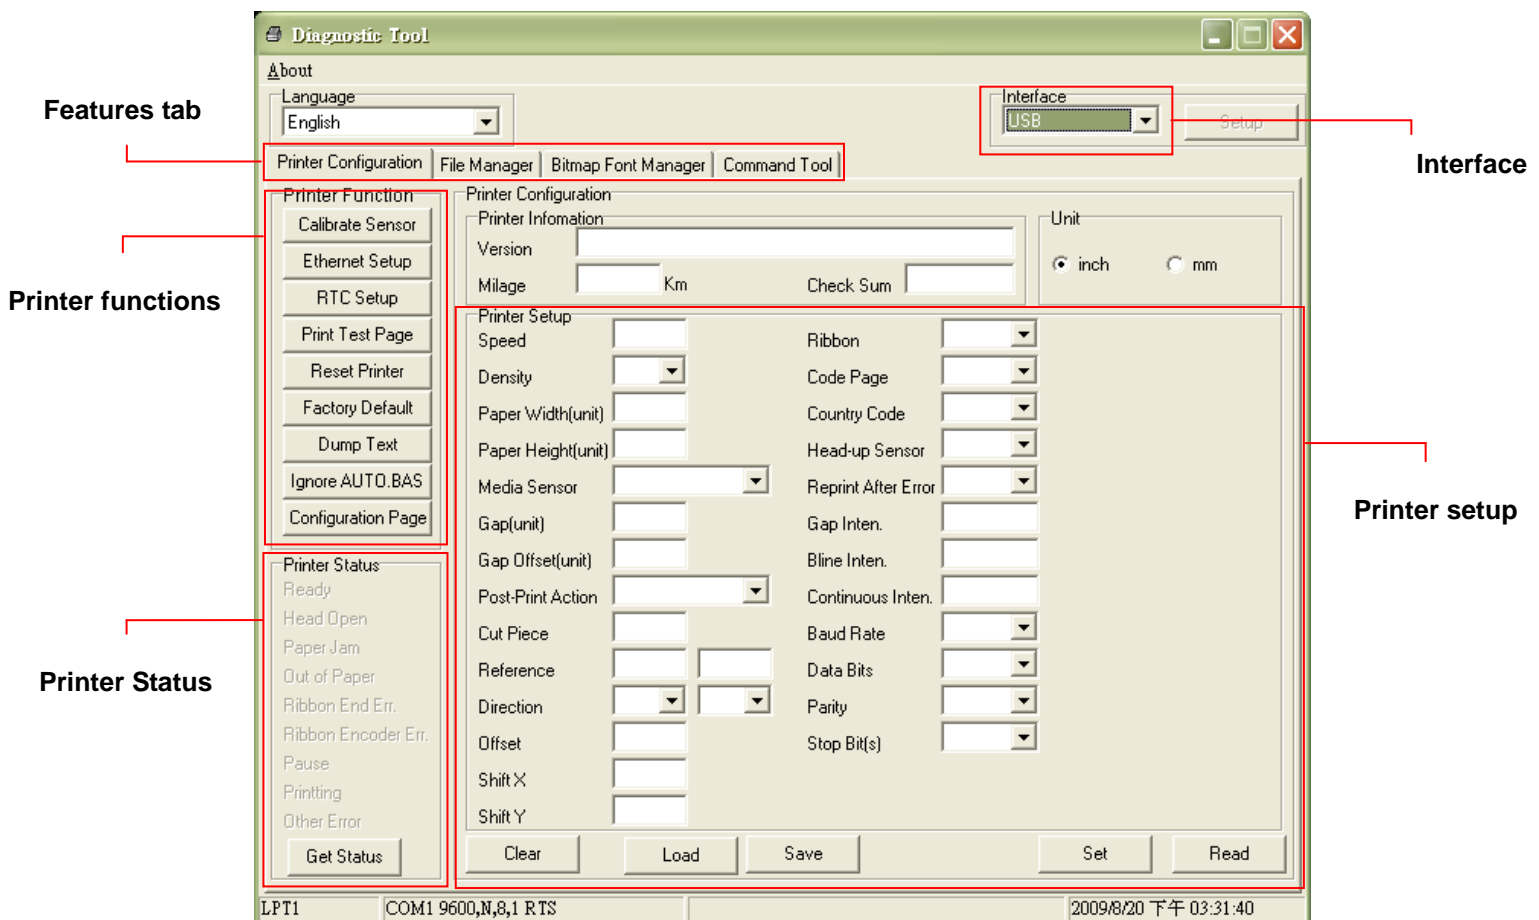 Diagnostic Tool
About
Features tab
Language
English
Interface
USB
Setup
Interface
Printer Configuration
File Manager
Bitmap Font Manager
Command Tool
Printer functions
Printer Function
Calibrate Sensor
Ethernet Setup
RTC Setup
Print Test Page
Reset Printer
Factory Default
Dump Text
Ignore AUTO.BAS
Configuration Page
Printer Configuration
Printer Infomation
Version
Milage
Km
Check Sum
Unit
inch
mm
Printer Setup
Speed
Density
Paper Width(unit)
Paper Height(unit)
Media Sensor
Gap(unit)
Gap Offset(unit)
Post-Print Action
Cut Piece
Reference
Direction
Offset
Shift X
Shift Y
Ribbon
Code Page
Country Code
Head-up Sensor
Reprint After Error
Gap Inten.
Bline Inten.
Continuous Inten.
Baud Rate
Data Bits
Parity
Stop Bit(s)
Printer setup
Printer Status
Printer Status
Ready
Head Open
Paper Jam
Out of Paper
Ribbon End Err.
Ribbon Encoder Err.
Pause
Printting
Other Error
Get Status
Clear
Load
Save
Set
Read
LPT1
COM1 9600,N,8,1 RTS
2009/8/20 下午 03:31:40